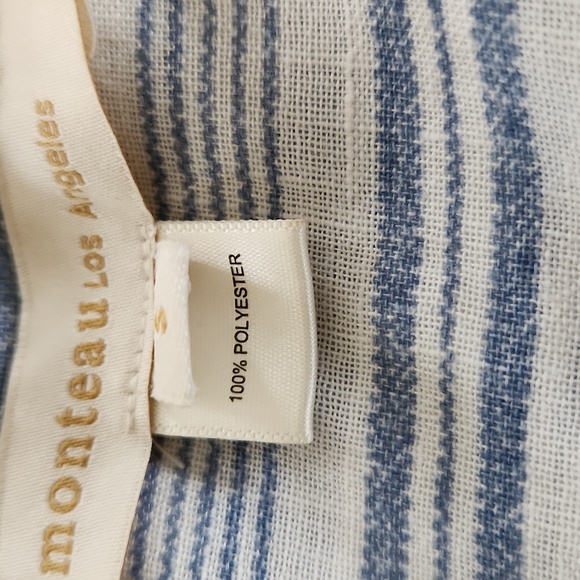 monteau LOS Angeles
S
100% POLYESTER